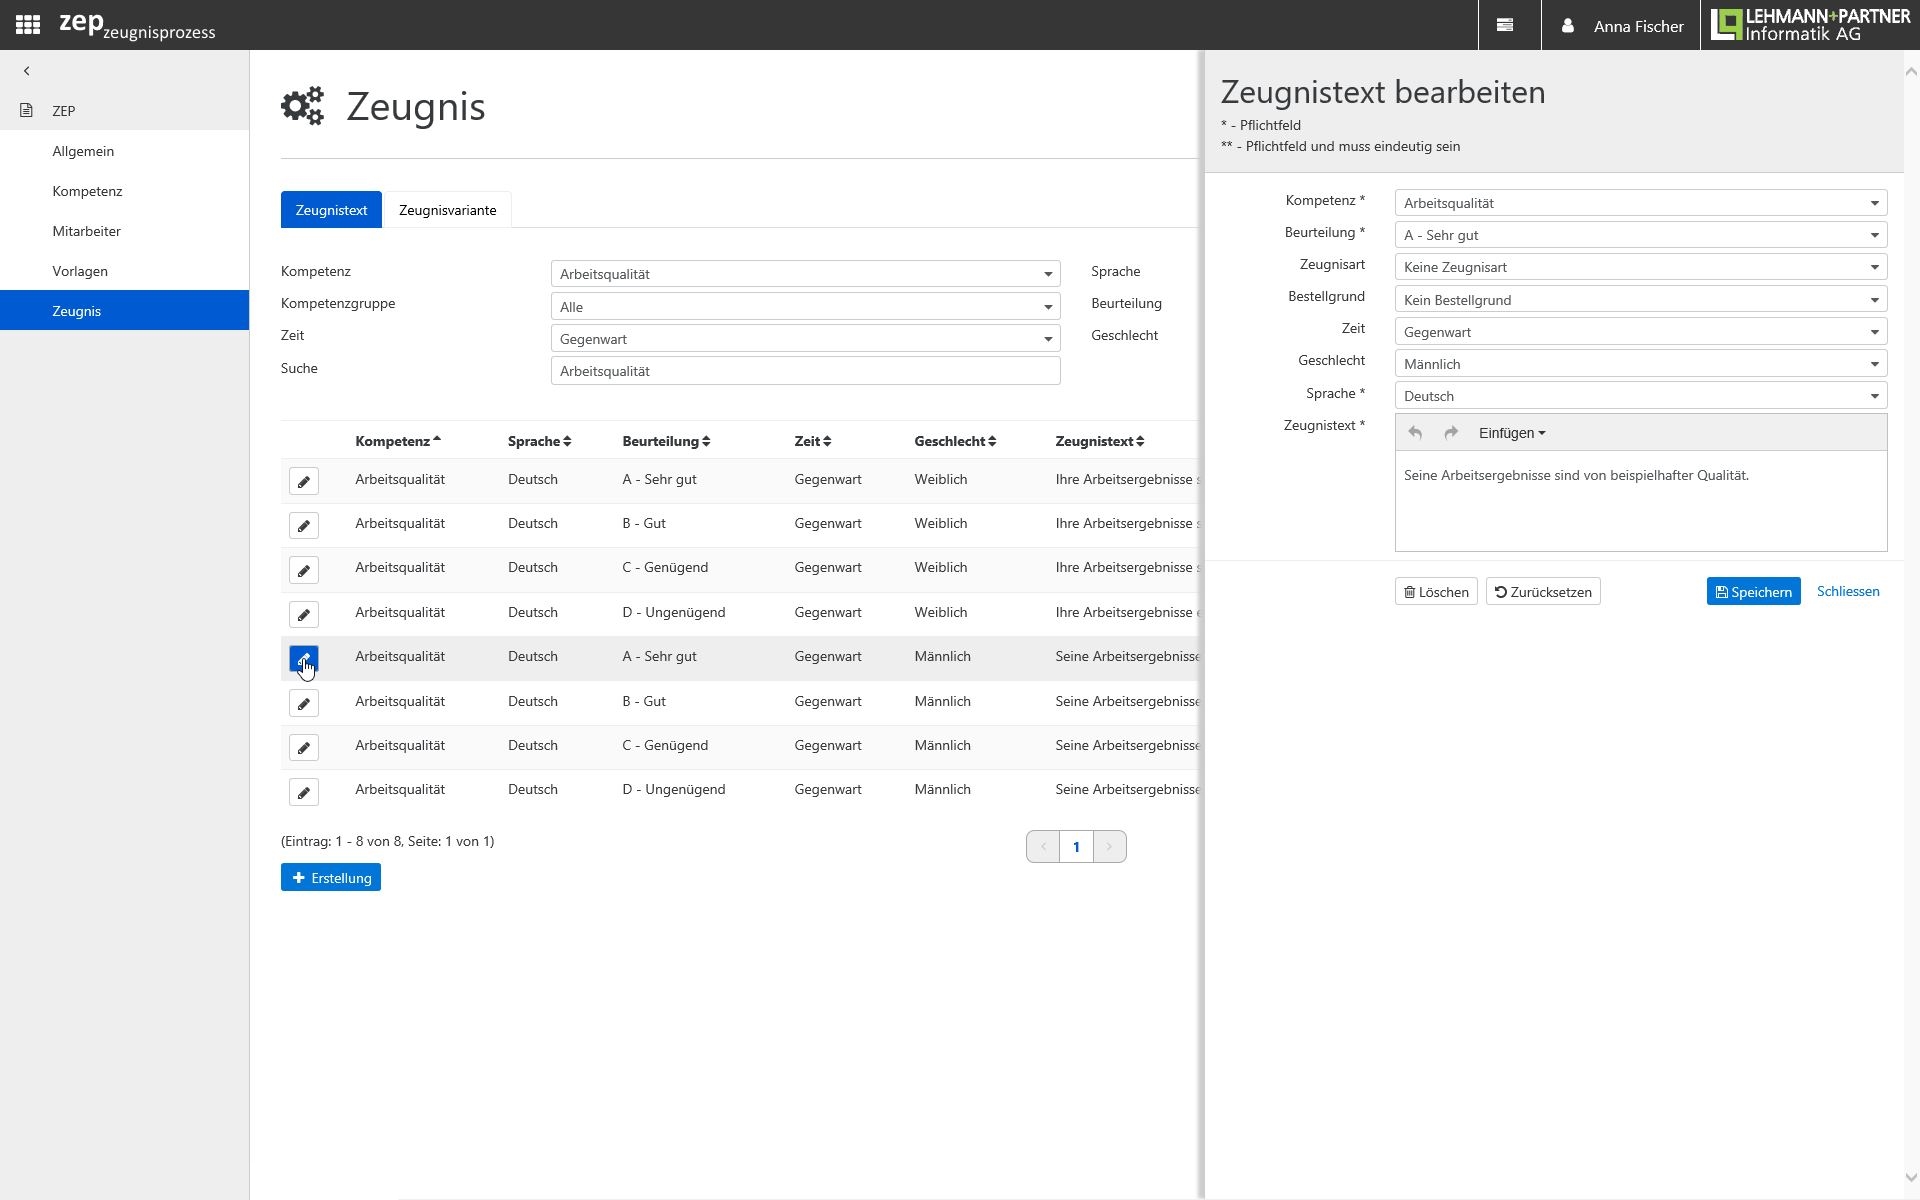 zep zeugnisprozess
Anna Fischer
LEHMANN+PARTNER
Informatik AG
ZEP
Allgemein
Kompetenz
Mitarbeiter
Vorlagen
Zeugnis
Zeugnis
Zeugnistext Zeugnisvariante
Kompetenz Arbeitsqualität Sprache
Kompetenzgruppe Alle Beurteilung
Zeit Gegenwart Geschlecht
Suche Arbeitsqualität
Kompetenz Sprache Beurteilung Zeit Geschlecht Zeugnistext
Arbeitsqualität Deutsch A - Sehr gut Gegenwart Weiblich Ihre Arbeitsergebnisse
Arbeitsqualität Deutsch B - Gut Gegenwart Weiblich Ihre Arbeitsergebnisse
Arbeitsqualität Deutsch C - Genügend Gegenwart Weiblich Ihre Arbeitsergebnisse
Arbeitsqualität Deutsch D - Ungenügend Gegenwart Weiblich Ihre Arbeitsergebnisse
Arbeitsqualität Deutsch A - Sehr gut Gegenwart Männlich Seine Arbeitsergebnisse
Arbeitsqualität Deutsch B - Gut Gegenwart Männlich Seine Arbeitsergebnisse
Arbeitsqualität Deutsch C - Genügend Gegenwart Männlich Seine Arbeitsergebnisse
Arbeitsqualität Deutsch D - Ungenügend Gegenwart Männlich Seine Arbeitsergebnisse
(Eintrag: 1 - 8 von 8, Seite: 1 von 1)
1
Erstellung
Zeugnistext bearbeiten
* - Pflichtfeld
** - Pflichtfeld und muss eindeutig sein
Kompetenz * Arbeitsqualität
Beurteilung * A - Sehr gut
Zeugnisart Keine Zeugnisart
Bestellgrund Kein Bestellgrund
Zeit Gegenwart
Geschlecht Männlich
Sprache * Deutsch
Zeugnistext * Einfügen
Seine Arbeitsergebnisse sind von beispielhafter Qualität.
Löschen Zurücksetzen Speichern Schliessen